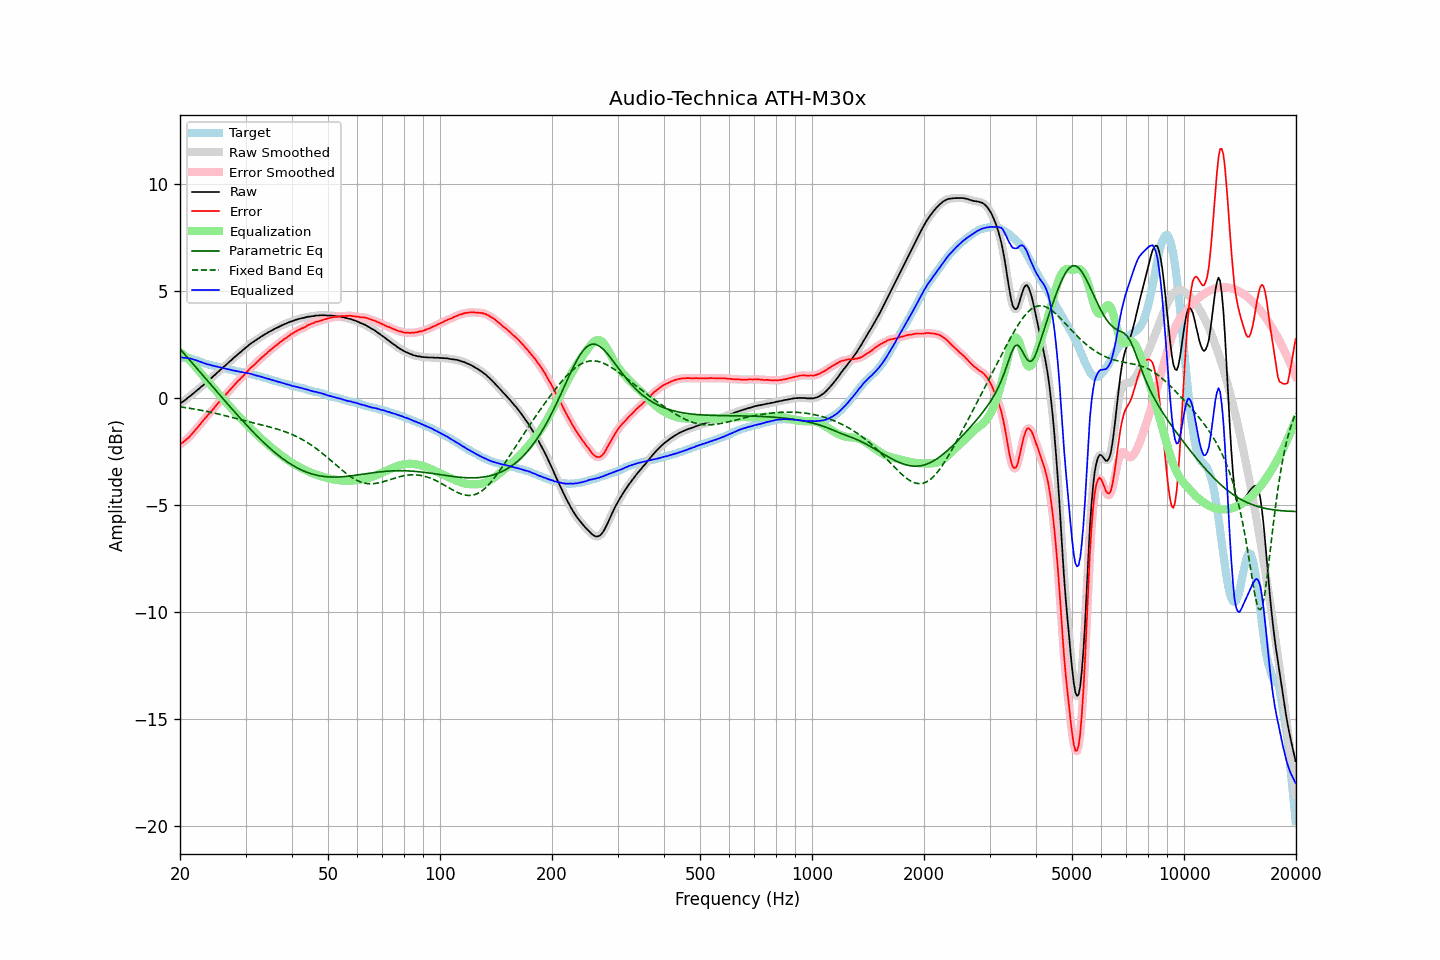 Audio-Technica ATH-M30x
Target
Raw Smoothed
Error Smoothed
Raw
Error
Equalization
Parametric Eq
Fixed Band Eq
Equalized
Amplitude (dBr)
10
5
0
−5
−10
−15
−20
20 50 100 200 500 1000 2000 5000 10000 20000
Frequency (Hz)